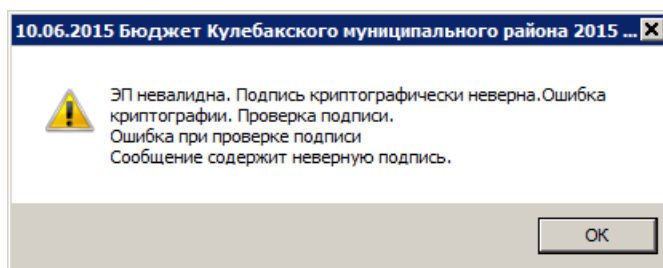 10.06.2015 Бюджет Кулебакского муниципального района 2015 ...
ЭП невалидна. Подпись криптографически неверна.Ошибка
криптографии. Проверка подписи.
Ошибка при проверке подписи
Сообщение содержит неверную подпись.
OK